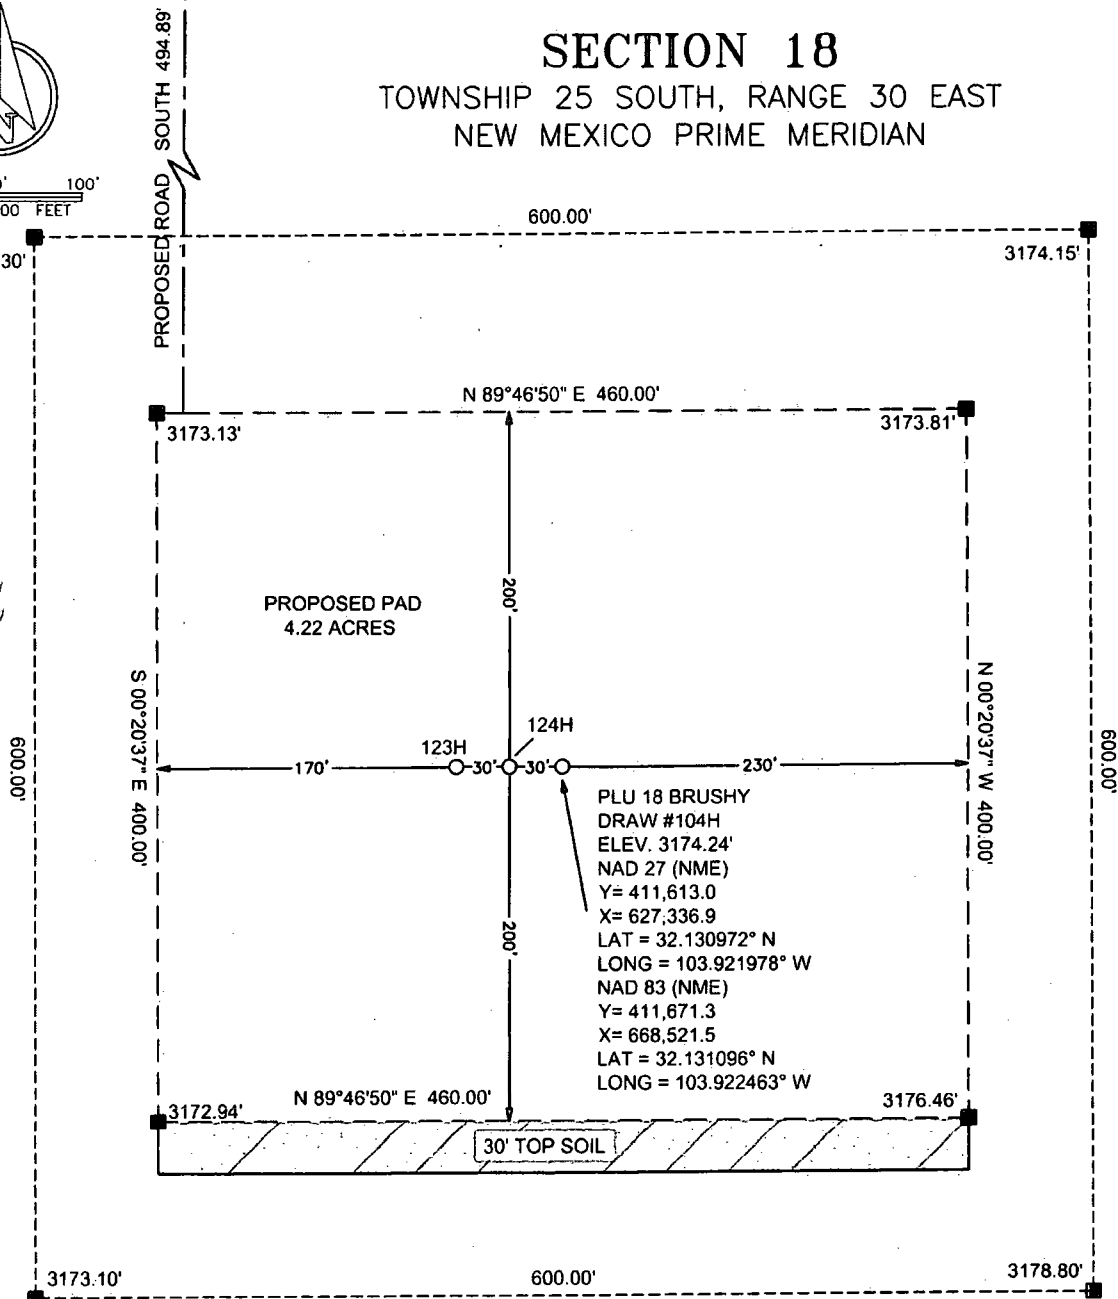 SECTION 18
TOWNSHIP 25 SOUTH, RANGE 30 EAST
NEW MEXICO PRIME MERIDIAN
PROPOSED ROAD SOUTH 494.89'
100'
FEET
600.00'
30'
3174.15'
N 89°46'50" E 460.00'
3173.13'
3173.81'
200'
PROPOSED PAD
4.22 ACRES
S 00°20'37" E 400.00'
N 00°20'37" W 400.00'
600.00'
600.00'
123H
124H
170'
30'
30'
230'
PLU 18 BRUSHY
DRAW #104H
ELEV. 3174.24'
NAD 27 (NME)
Y= 411,613.0
X= 627,336.9
LAT = 32.130972° N
LONG = 103.921978° W
NAD 83 (NME)
Y= 411,671.3
X= 668,521.5
LAT = 32.131096° N
LONG = 103.922463° W
200'
N 89°46'50" E 460.00'
3172.94'
3176.46'
30' TOP SOIL
3173.10'
600.00'
3178.80'